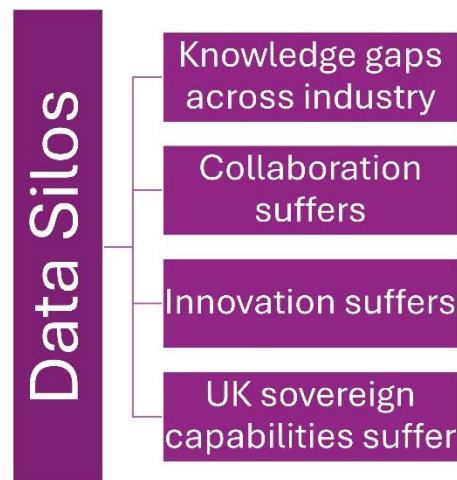 Data Silos
Knowledge gaps
across industry
Collaboration
suffers
Innovation suffers
UK sovereign
capabilities suffer